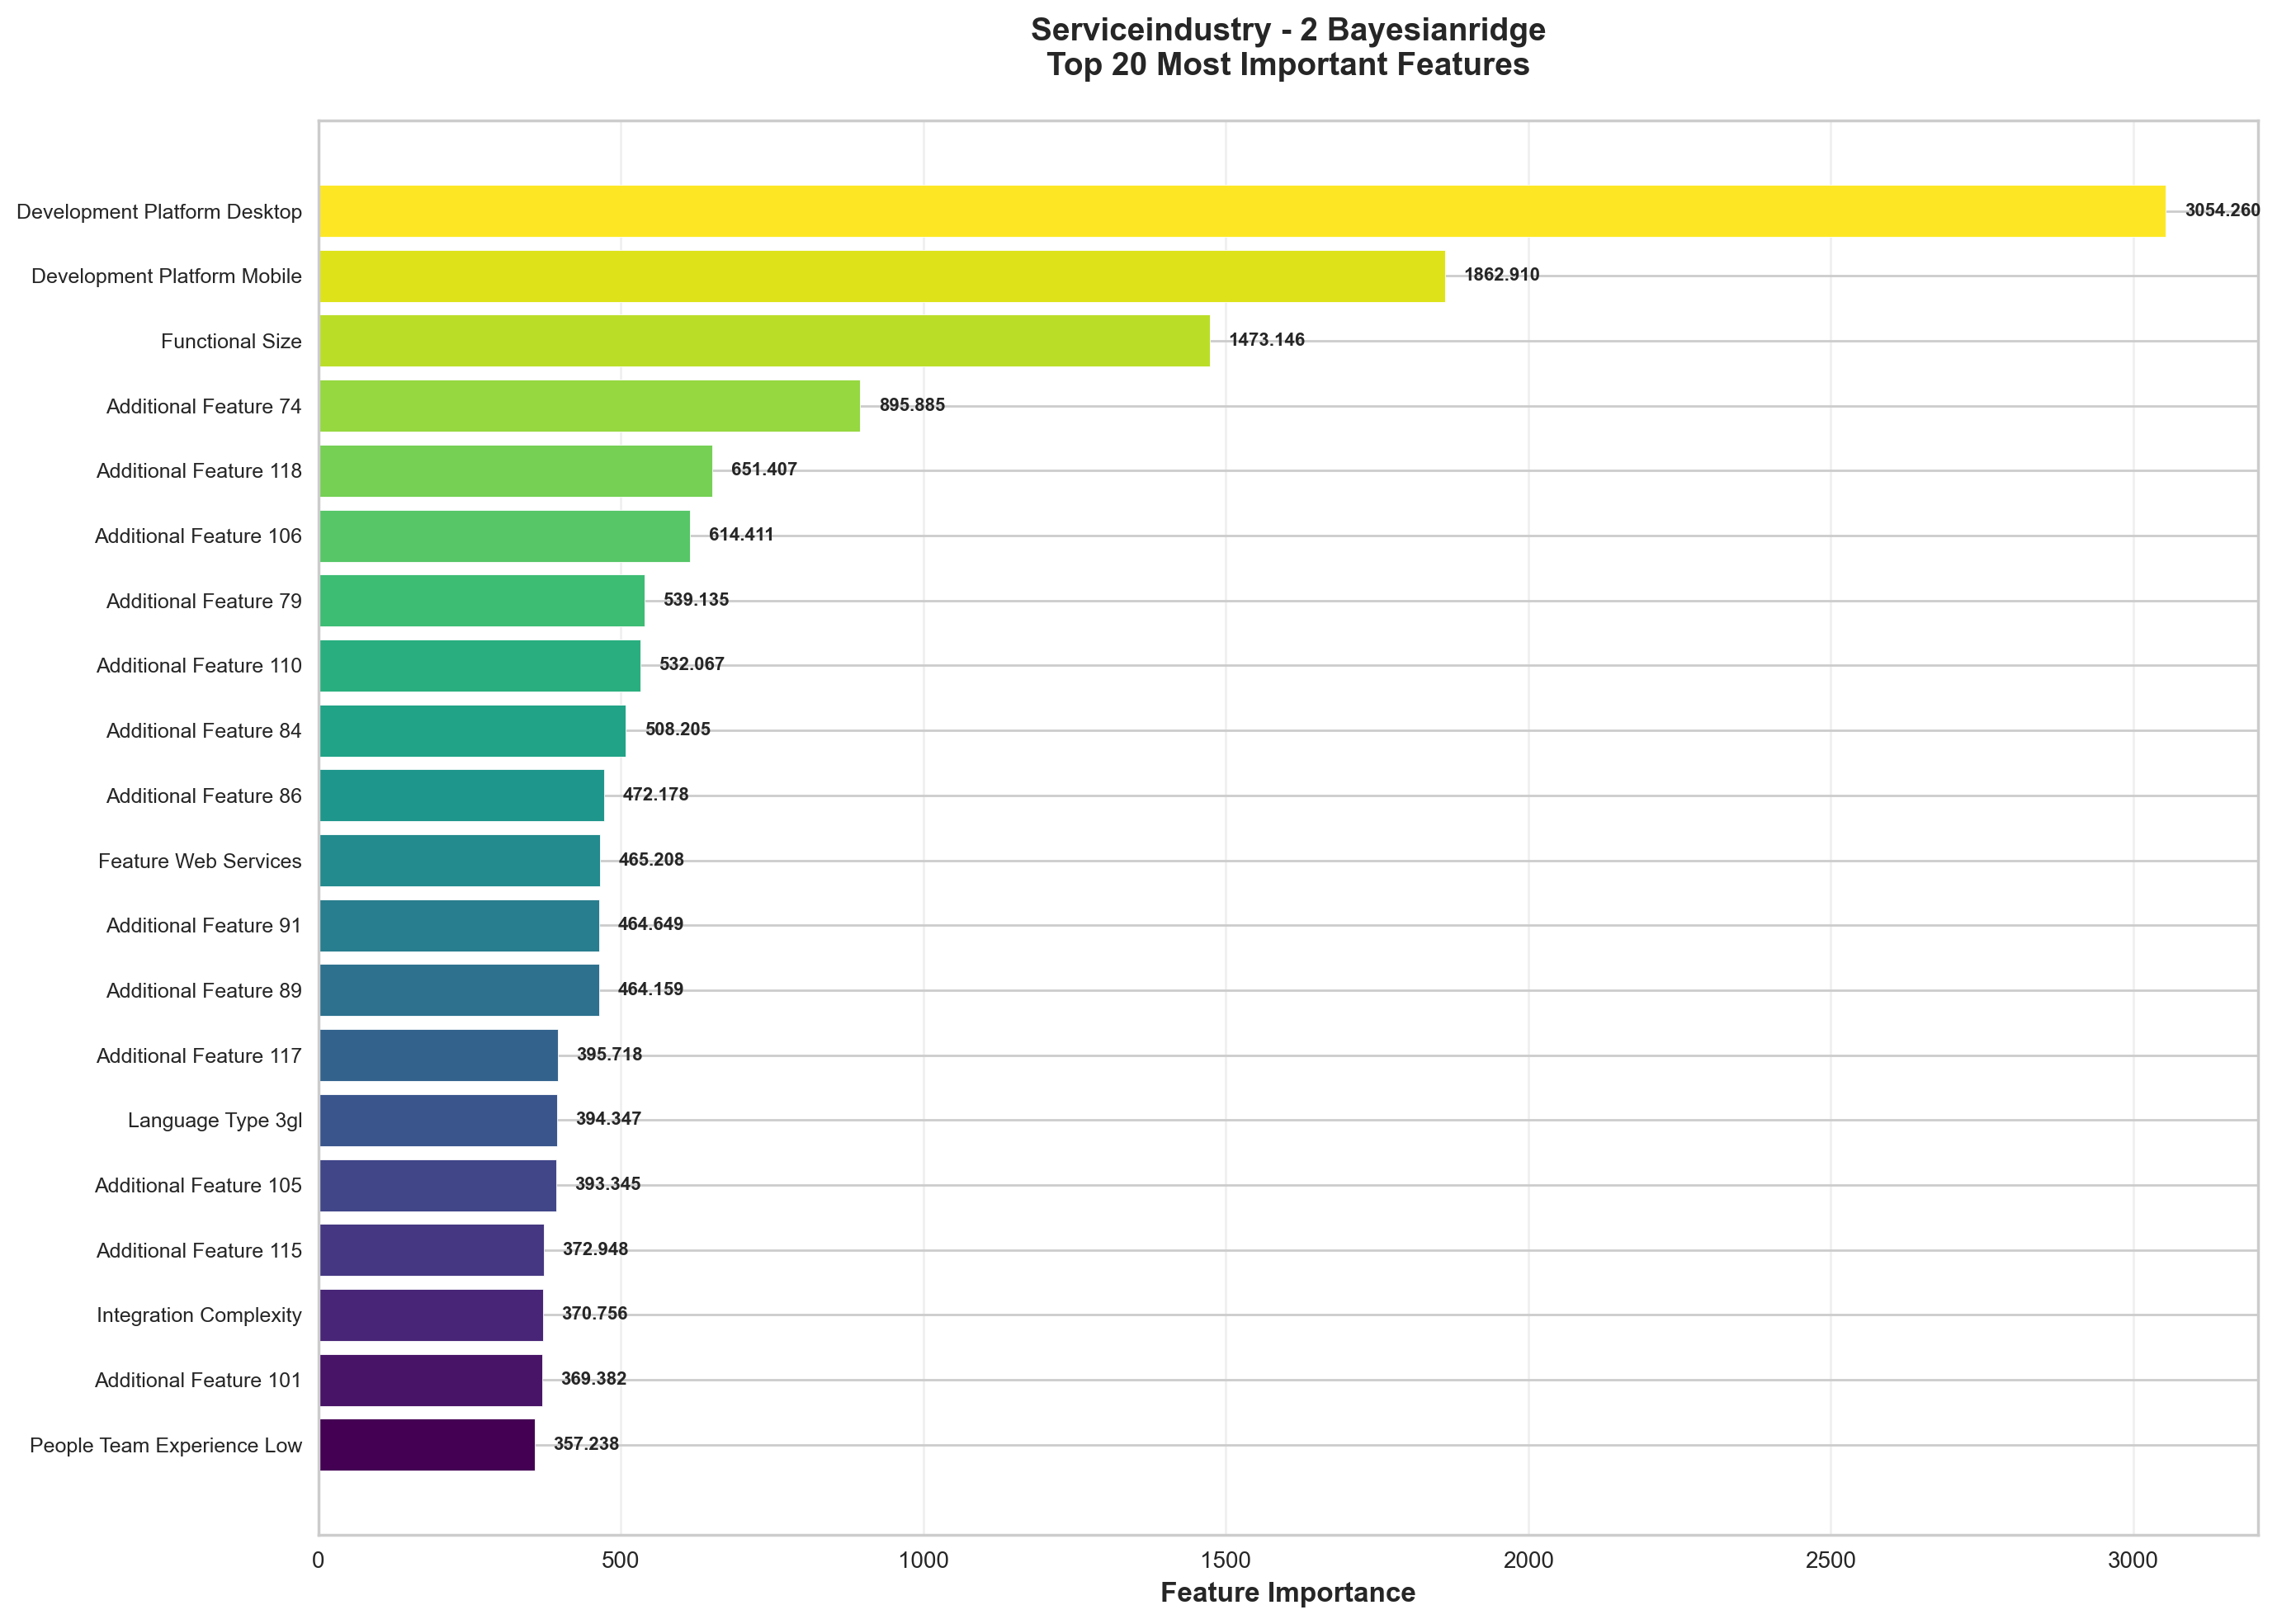 Serviceindustry - 2 Bayesianridge
Top 20 Most Important Features
Development Platform Desktop 3054.260
Development Platform Mobile 1862.910
Functional Size 1473.146
Additional Feature 74 895.885
Additional Feature 118 651.407
Additional Feature 106 614.411
Additional Feature 79 539.135
Additional Feature 110 532.067
Additional Feature 84 508.205
Additional Feature 86 472.178
Feature Web Services 465.208
Additional Feature 91 464.649
Additional Feature 89 464.159
Additional Feature 117 395.718
Language Type 3gl 394.347
Additional Feature 105 393.345
Additional Feature 115 372.948
Integration Complexity 370.756
Additional Feature 101 369.382
People Team Experience Low 357.238
0 500 1000 1500 2000 2500 3000
Feature Importance